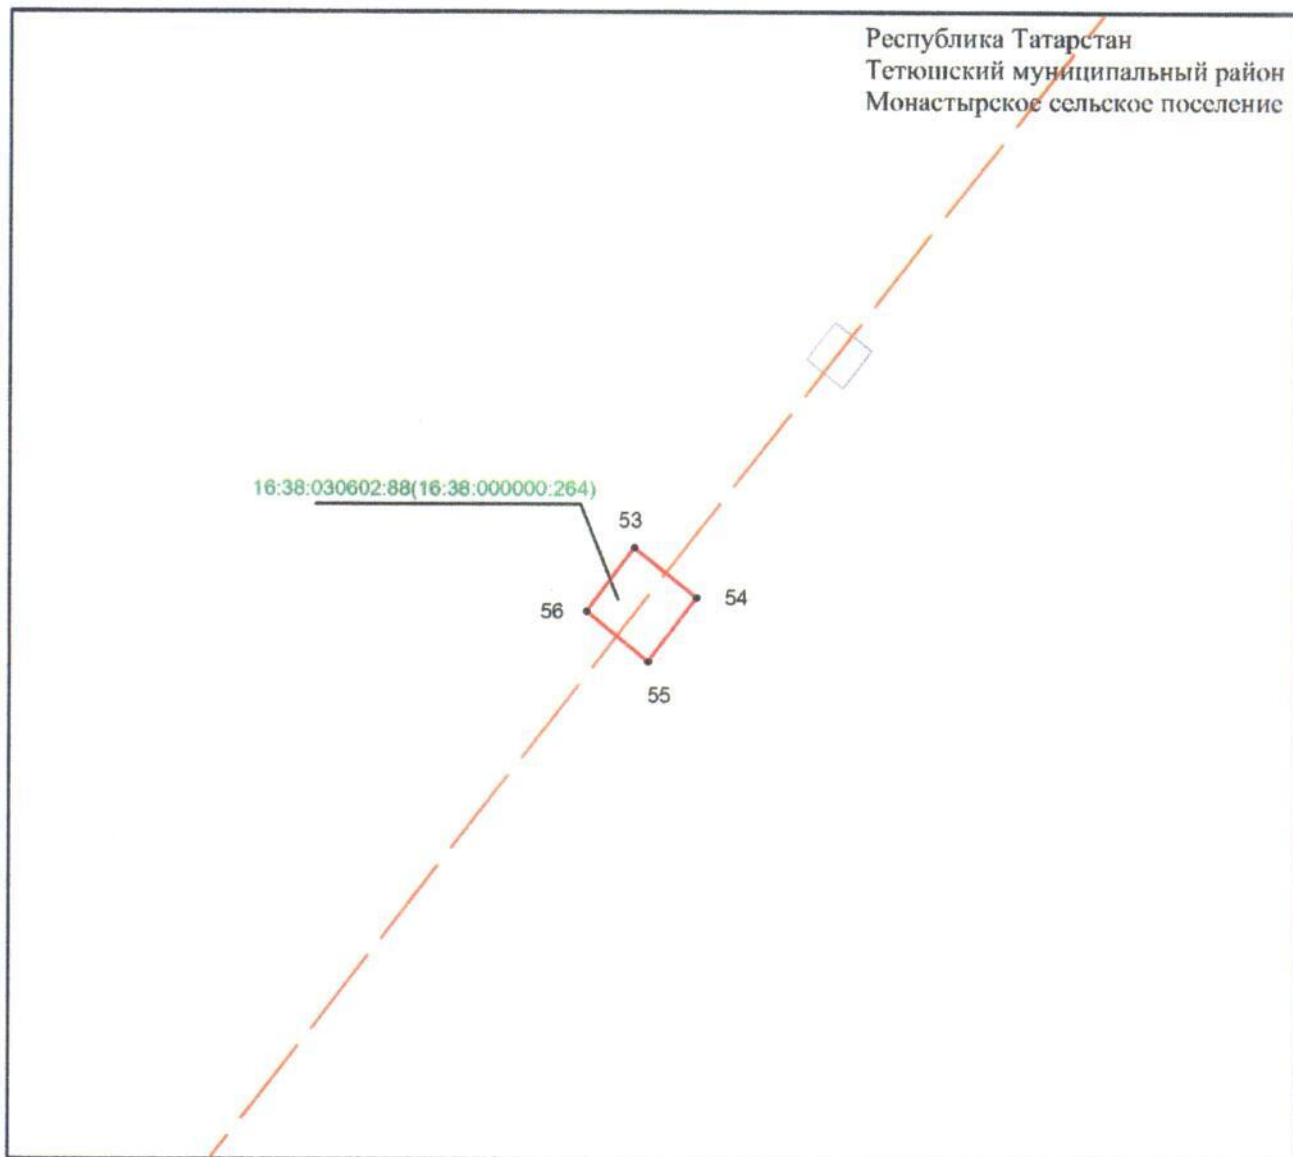 Республика Татарстан
Тетюшский муниципальный район
Монастырское сельское поселение
16:38:030602:88(16:38:000000:264)
53
54
56
55